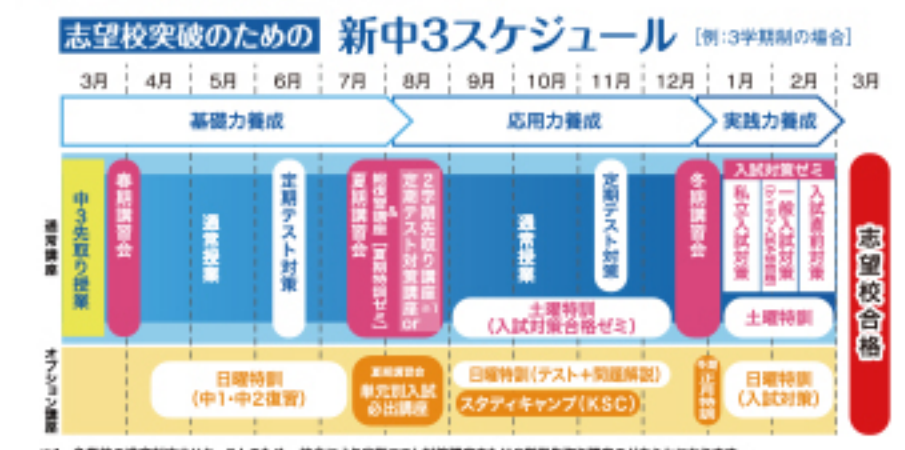 志望校突破のための 新中3スケジュール [例：3学期制の場合]
3月 4月 5月 6月 7月 8月 9月 10月 11月 12月 1月 2月 3月
基礎力養成 応用力養成 実践力養成
通常講座
中3先取り授業
春期講習会
通常授業
定期テスト対策
夏期講習会
&
2学期先取り講座※1
定期テスト対策講座or
通常授業
定期テスト対策
土曜特訓
(入試対策合格ゼミ)
冬期講習会
入試対策ゼミ
私立入試対策
一般入試対策
入試直前対策
土曜特訓
志望校合格
オプション講座
日曜特訓
(中1・中2復習)
夏期講習会
単元別入試
必出講座
日曜特訓(テスト+問題解説)
スタディキャンプ(KSC)
正月特訓
日曜特訓
(入試対策)